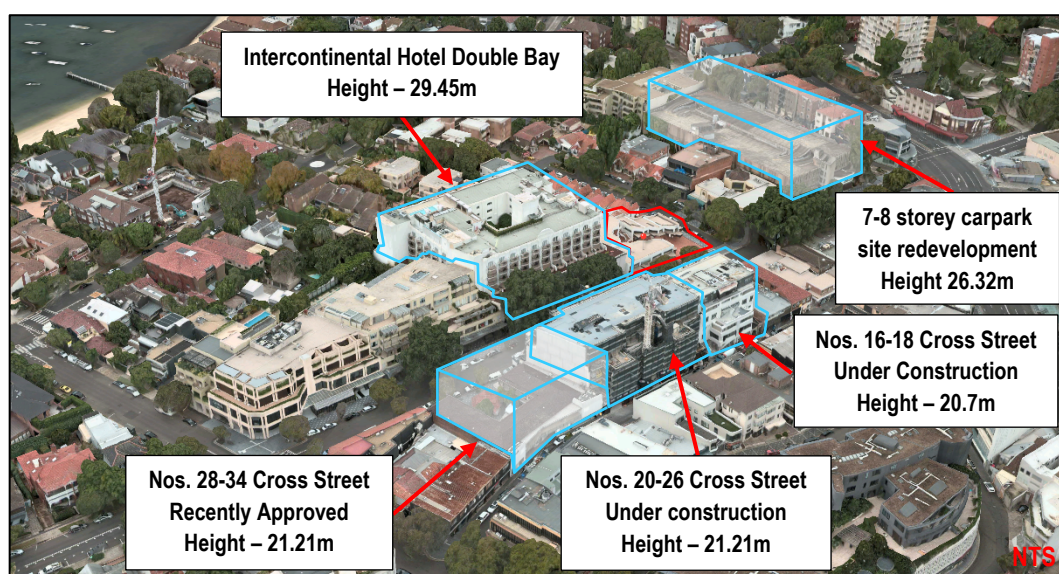 Intercontinental Hotel Double Bay
Height – 29.45m
7-8 storey carpark
site redevelopment
Height 26.32m
Nos. 16-18 Cross Street
Under Construction
Height – 20.7m
Nos. 28-34 Cross Street
Recently Approved
Height – 21.21m
Nos. 20-26 Cross Street
Under construction
Height – 21.21m
NTS